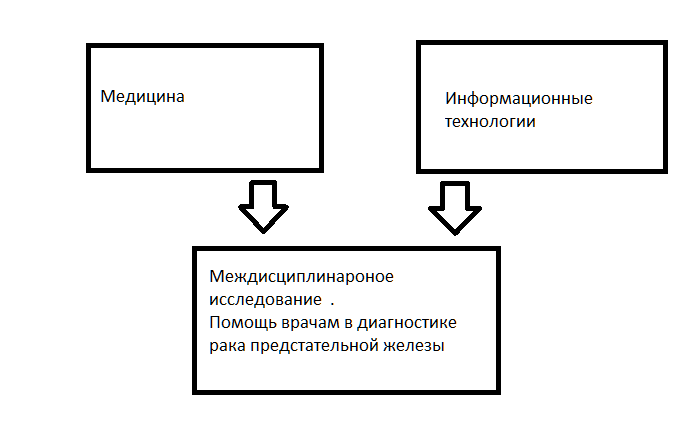 Медицина
Информационные
технологии
Междисциплинароное
исследование .
Помощь врачам в диагностике
рака предстательной железы